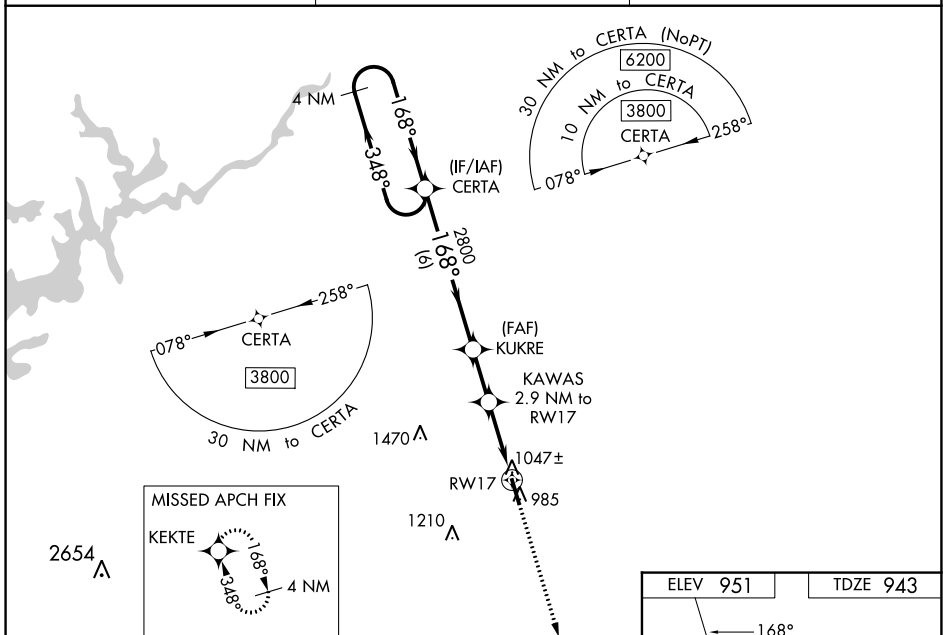 30 NM to CERTA (NoPT)
6200
10 NM to CERTA
3800
CERTA
078°
258°
4 NM
168°
348°
(IF/IAF)
CERTA
2800
168°
(6)
258°
078°
CERTA
3800
30 NM to CERTA
(FAF)
KUKRE
KAWAS
2.9 NM to
RW17
1470
1047±
RW17
985
1210
2654
MISSED APCH FIX
KEKTE
168°
348°
4 NM
ELEV 951
TDZE 943
168°